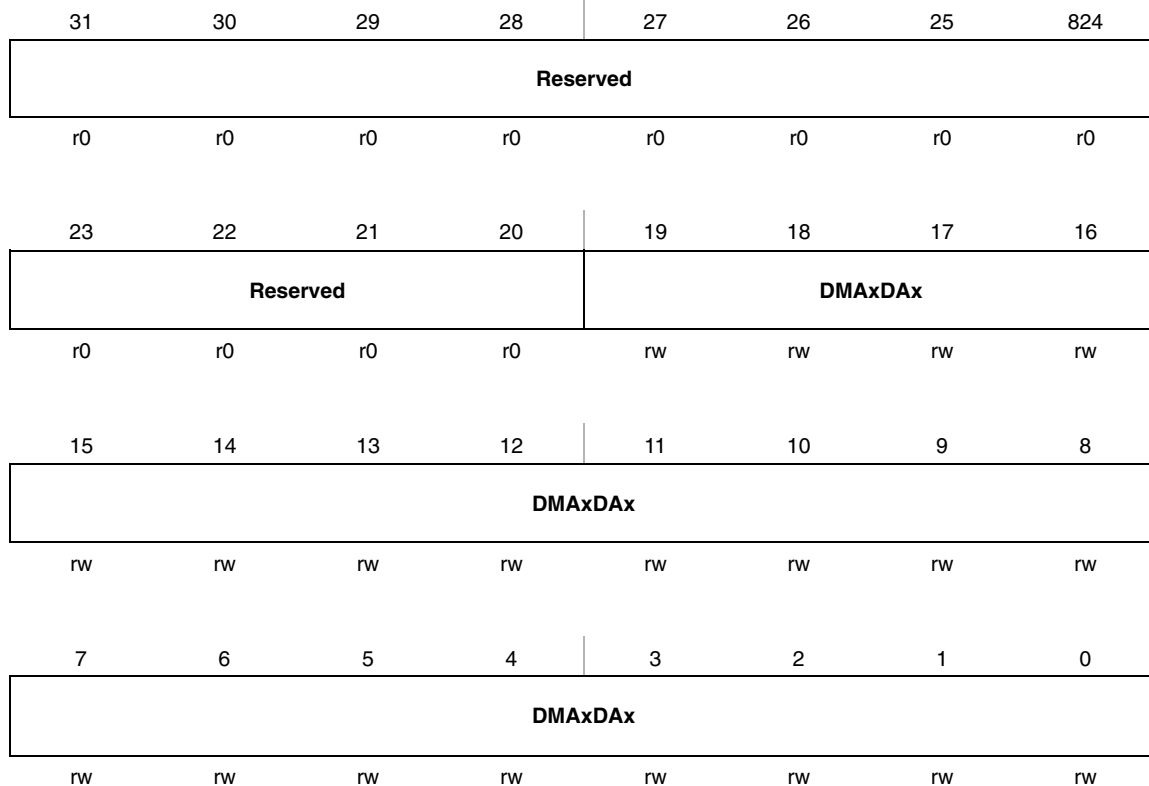 31 30 29 28 27 26 25 824
Reserved
r0 r0 r0 r0 r0 r0 r0 r0
23 22 21 20 19 18 17 16
Reserved DMAxDAx
r0 r0 r0 r0 rw rw rw rw
15 14 13 12 11 10 9 8
DMAxDAx
rw rw rw rw rw rw rw rw
7 6 5 4 3 2 1 0
DMAxDAx
rw rw rw rw rw rw rw rw